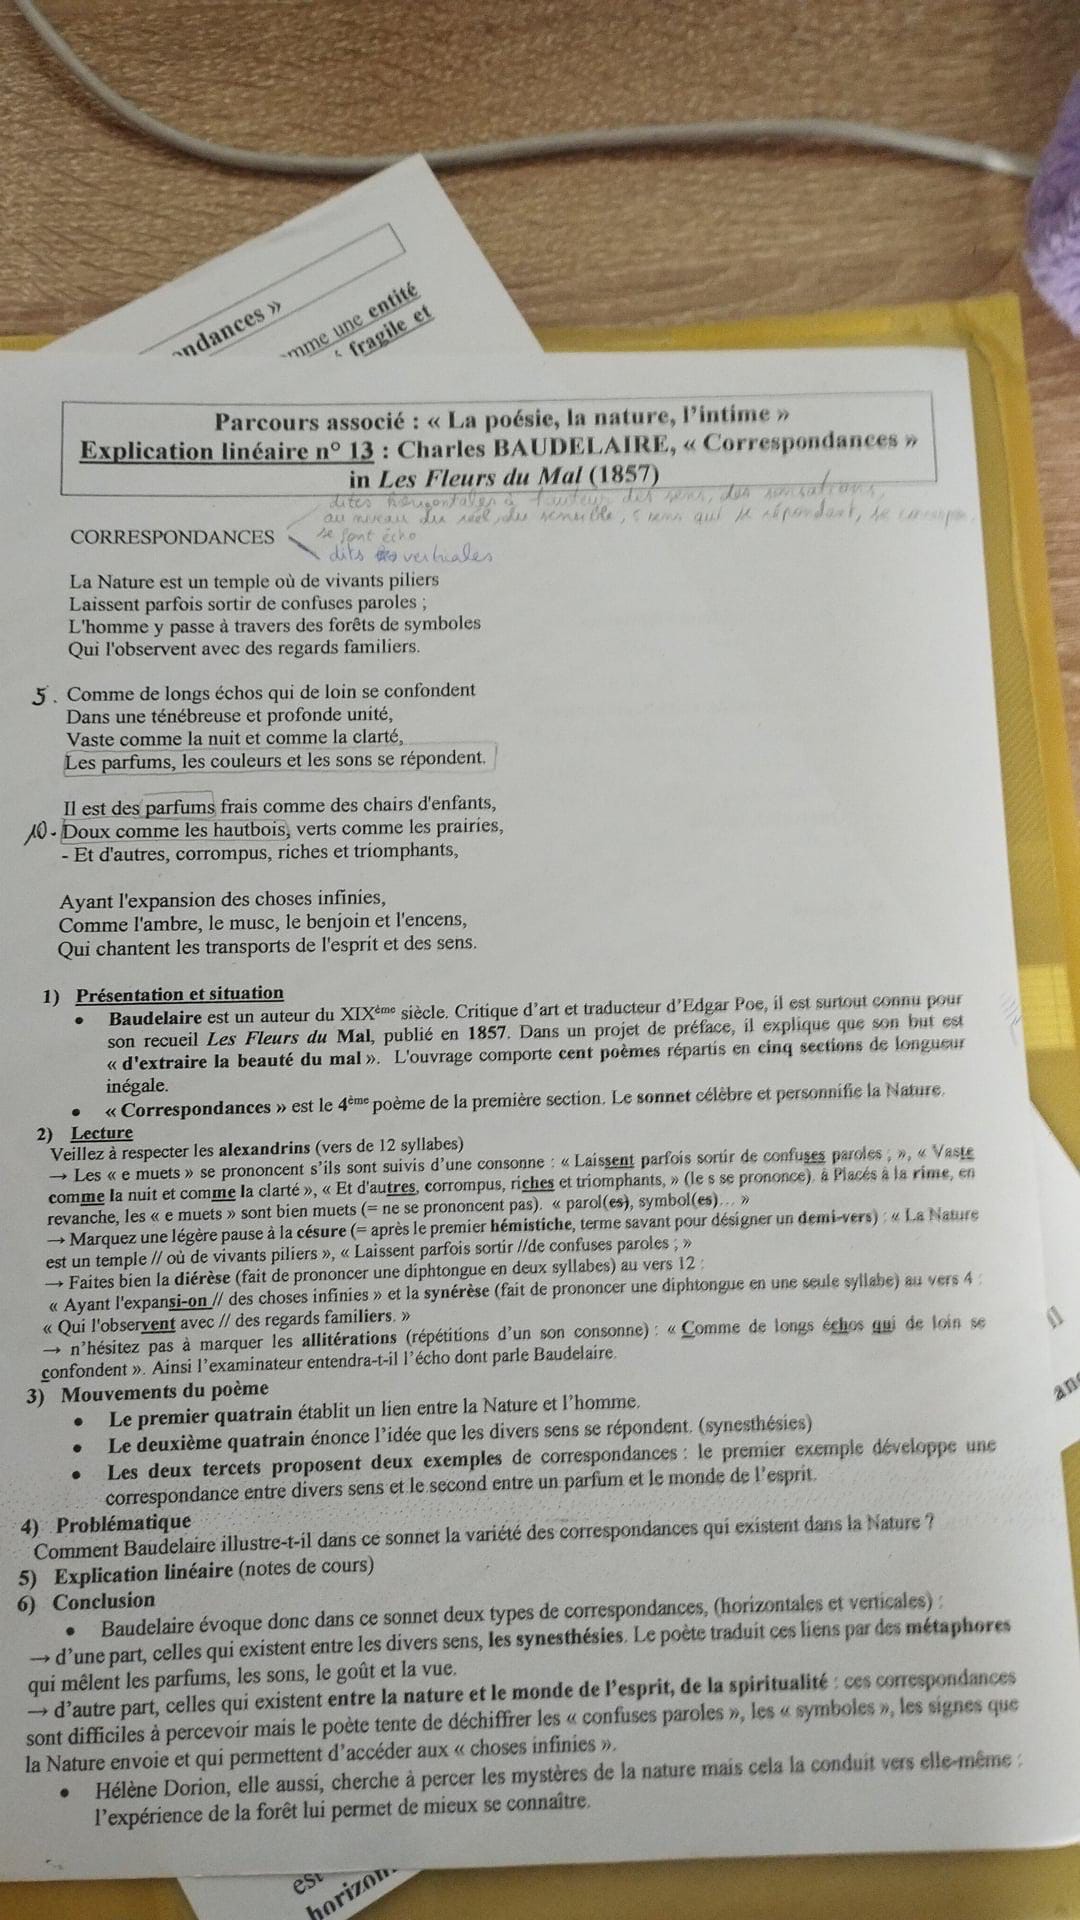 ondances »
mme une entité
fragile et
Parcours associé : « La poésie, la nature, l'intime »
Explication linéaire n° 13 : Charles BAUDELAIRE, « Correspondances »
in Les Fleurs du Mal (1857)
dites horizontales à hauteur des sens, des sensations,
au niveau du réel, du sensible, 5 sens qui se répondent, se
se font écho
CORRESPONDANCES
dits verticales
La Nature est un temple où de vivants piliers
Laissent parfois sortir de confuses paroles ;
L'homme y passe à travers des forêts de symboles
Qui l'observent avec des regards familiers.
5. Comme de longs échos qui de loin se confondent
Dans une ténébreuse et profonde unité,
Vaste comme la nuit et comme la clarté,
Les parfums, les couleurs et les sons se répondent.
Il est des parfums frais comme des chairs d'enfants,
10 - Doux comme les hautbois, verts comme les prairies,
- Et d'autres, corrompus, riches et triomphants,
Ayant l'expansion des choses infinies,
Comme l'ambre, le musc, le benjoin et l'encens,
Qui chantent les transports de l'esprit et des sens.
1) Présentation et situation
• Baudelaire est un auteur du XIXème siècle. Critique d'art et traducteur d'Edgar Poe, il est surtout connu pour
son recueil Les Fleurs du Mal, publié en 1857. Dans un projet de préface, il explique que son but est
« d'extraire la beauté du mal ». L'ouvrage comporte cent poèmes répartis en cinq sections de longueur
inégale.
• « Correspondances » est le 4ème poème de la première section. Le sonnet célèbre et personnifie la Nature.
2) Lecture
Veillez à respecter les alexandrins (vers de 12 syllabes)
→ Les « e muets » se prononcent s'ils sont suivis d'une consonne : « Laissent parfois sortir de confuses paroles ; », « Vaste
comme la nuit et comme la clarté », « Et d'autres, corrompus, riches et triomphants, » (le s se prononce). à Placés à la rime, en
revanche, les « e muets » sont bien muets (= ne se prononcent pas). « parol(es), symbol(es)... »
→ Marquez une légère pause à la césure (= après le premier hémistiche, terme savant pour désigner un demi-vers) : « La Nature
est un temple // où de vivants piliers », « Laissent parfois sortir //de confuses paroles ; »
→ Faites bien la diérèse (fait de prononcer une diphtongue en deux syllabes) au vers 12 :
« Ayant l'expansi-on // des choses infinies » et la synérèse (fait de prononcer une diphtongue en une seule syllabe) au vers 4 :
« Qui l'observent avec // des regards familiers. »
→ n'hésitez pas à marquer les allitérations (répétitions d'un son consonne) : « Comme de longs échos qui de loin se
confondent ». Ainsi l'examinateur entendra-t-il l'écho dont parle Baudelaire.
3) Mouvements du poème
• Le premier quatrain établit un lien entre la Nature et l'homme.
• Le deuxième quatrain énonce l'idée que les divers sens se répondent. (synesthésies)
• Les deux tercets proposent deux exemples de correspondances : le premier exemple développe une
correspondance entre divers sens et le second entre un parfum et le monde de l'esprit.
4) Problématique
Comment Baudelaire illustre-t-il dans ce sonnet la variété des correspondances qui existent dans la Nature ?
5) Explication linéaire (notes de cours)
6) Conclusion
• Baudelaire évoque donc dans ce sonnet deux types de correspondances, (horizontales et verticales) :
→ d'une part, celles qui existent entre les divers sens, les synesthésies. Le poète traduit ces liens par des métaphores
qui mêlent les parfums, les sons, le goût et la vue.
→ d'autre part, celles qui existent entre la nature et le monde de l'esprit, de la spiritualité : ces correspondances
sont difficiles à percevoir mais le poète tente de déchiffrer les « confuses paroles », les « symboles », les signes que
la Nature envoie et qui permettent d'accéder aux « choses infinies ».
• Hélène Dorion, elle aussi, cherche à percer les mystères de la nature mais cela la conduit vers elle-même :
l'expérience de la forêt lui permet de mieux se connaître.
est
horizon